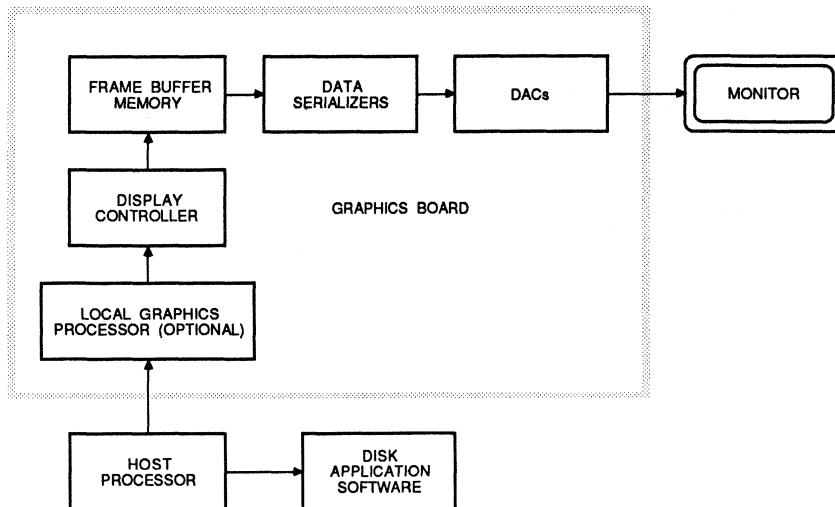 FRAME BUFFER
MEMORY
DATA
SERIALIZERS
DACs
MONITOR
DISPLAY
CONTROLLER
GRAPHICS BOARD
LOCAL GRAPHICS
PROCESSOR (OPTIONAL)
HOST
PROCESSOR
DISK
APPLICATION
SOFTWARE